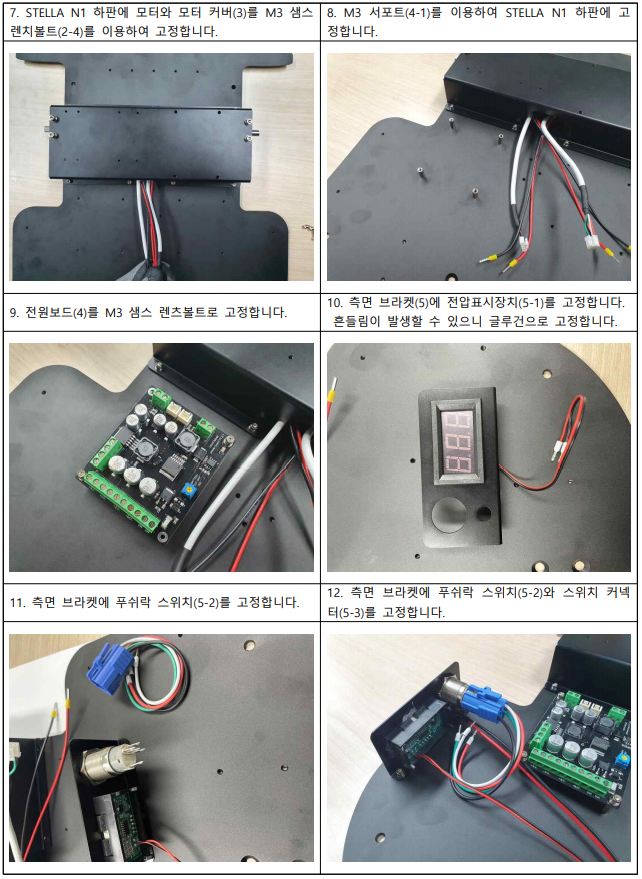 7. STELLA N1 하판에 모터와 모터 커버(3)를 M3 샘스
렌치볼트(2-4)를 이용하여 고정합니다.
8. M3 서포트(4-1)를 이용하여 STELLA N1 하판에 고
정합니다.
9. 전원보드(4)를 M3 샘스 렌츠볼트로 고정합니다.
10. 측면 브라켓(5)에 전압표시장치(5-1)를 고정합니다.
흔들림이 발생할 수 있으니 글루건으로 고정합니다.
11. 측면 브라켓에 푸쉬락 스위치(5-2)를 고정합니다.
12. 측면 브라켓에 푸쉬락 스위치(5-2)와 스위치 커넥
터(5-3)를 고정합니다.